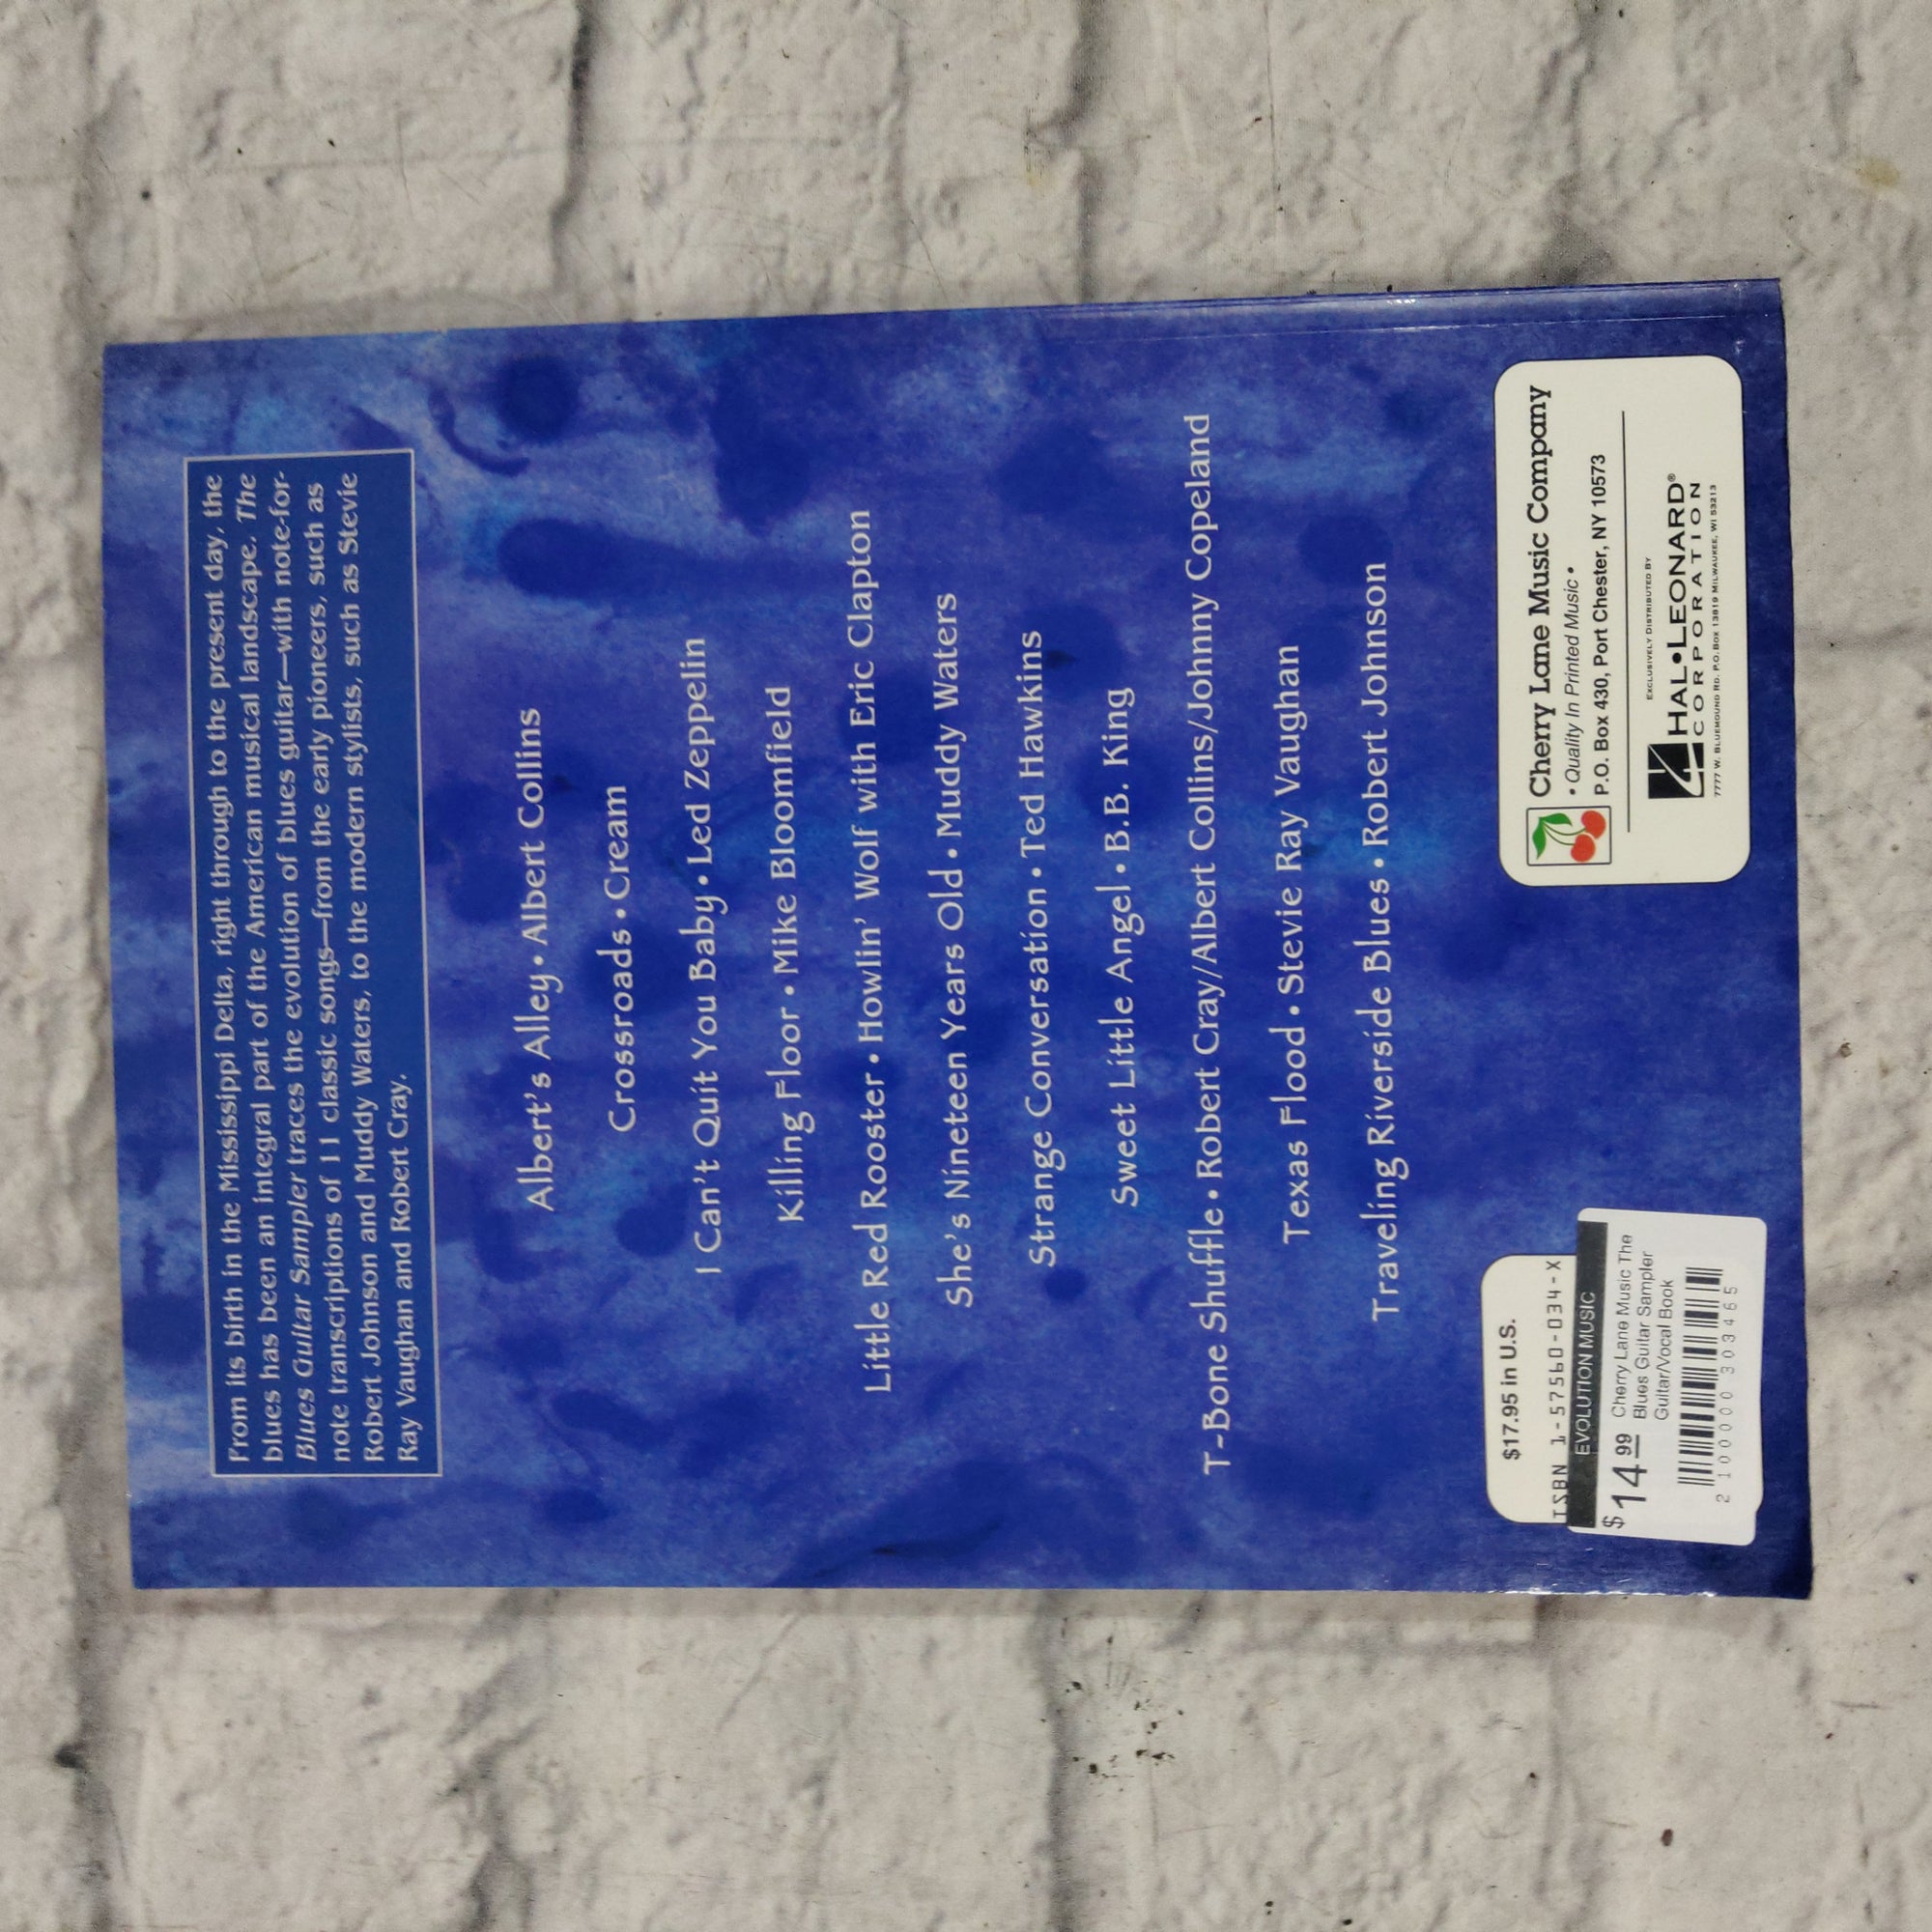 From its birth in the Mississippi Delta, right through to the present day, the
blues has been an integral part of the American musical landscape. The
Blues Guitar Sampler traces the evolution of blues guitar—with note-for-
note transcriptions of 11 classic songs—from the early pioneers, such as
Robert Johnson and Muddy Waters, to the modern stylists, such as Stevie
Ray Vaughan and Robert Cray.
Albert's Alley • Albert Collins
Crossroads • Cream
I Can't Quit You Baby • Led Zeppelin
Killing Floor • Mike Bloomfield
Little Red Rooster • Howlin' Wolf with Eric Clapton
She's Nineteen Years Old • Muddy Waters
Strange Conversation • Ted Hawkins
Sweet Little Angel • B.B. King
T-Bone Shuffle • Robert Cray/Albert Collins/Johnny Copeland
Texas Flood • Stevie Ray Vaughan
Traveling Riverside Blues • Robert Johnson
$17.95 in U.S.
ISBN 1-57560-034-X
EVOLUTION MUSIC
$14.99 Cherry Lane Music The
Blues Guitar Sampler
Guitar/Vocal Book
2 100000 303465
Cherry Lane Music Company
• Quality In Printed Music •
P.O. Box 430, Port Chester, NY 10573
EXCLUSIVELY DISTRIBUTED BY
HAL•LEONARD®
CORPORATION
7777 W. BLUEMOUND RD. P.O. BOX 13819 MILWAUKEE, WI 53213